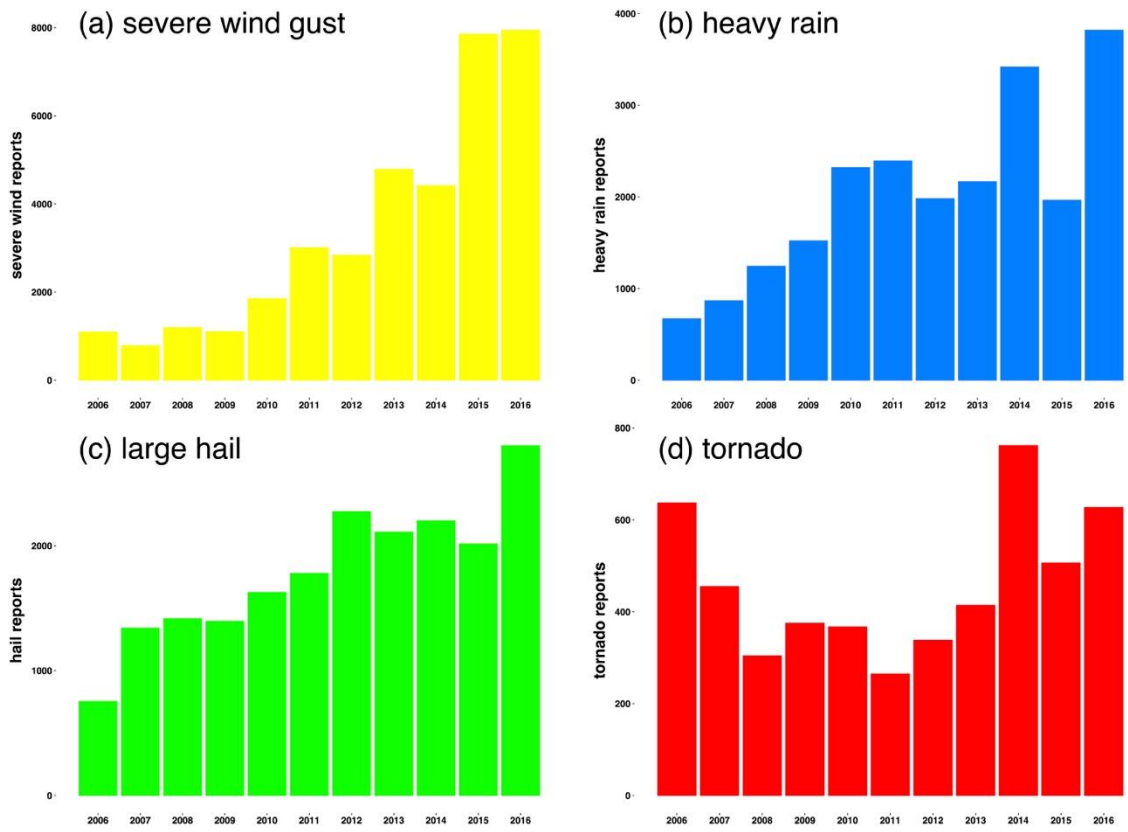 (a) severe wind gust
severe wind reports
8000
6000
4000
2000
0
2006 2007 2008 2009 2010 2011 2012 2013 2014 2015 2016
(b) heavy rain
heavy rain reports
4000
3000
2000
1000
0
2006 2007 2008 2009 2010 2011 2012 2013 2014 2015 2016
(c) large hail
hail reports
2000
1000
0
2006 2007 2008 2009 2010 2011 2012 2013 2014 2015 2016
(d) tornado
tornado reports
800
600
400
200
0
2006 2007 2008 2009 2010 2011 2012 2013 2014 2015 2016